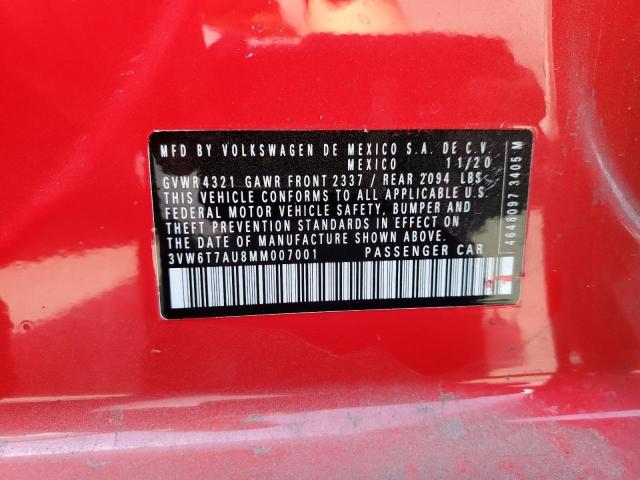 MFD BY VOLKSWAGEN DE MEXICO S.A. DE C.V.
MEXICO 11/20
GVWR 4321 GAWR FRONT 2337 / REAR 2094 LBS
THIS VEHICLE CONFORMS TO ALL APPLICABLE U.S.
FEDERAL MOTOR VEHICLE SAFETY, BUMPER AND
THEFT PREVENTION STANDARDS IN EFFECT ON
THE DATE OF MANUFACTURE SHOWN ABOVE.
3VW6T7AU8MM007001 PASSENGER CAR
4648097 3405 M